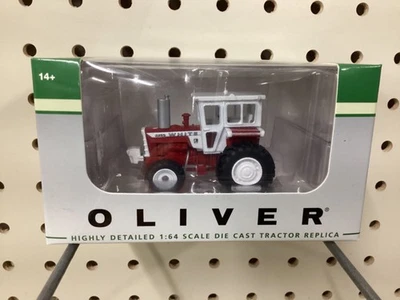 14+
WHITE
OLIVER®
HIGHLY DETAILED 1:64 SCALE DIE CAST TRACTOR REPLICA